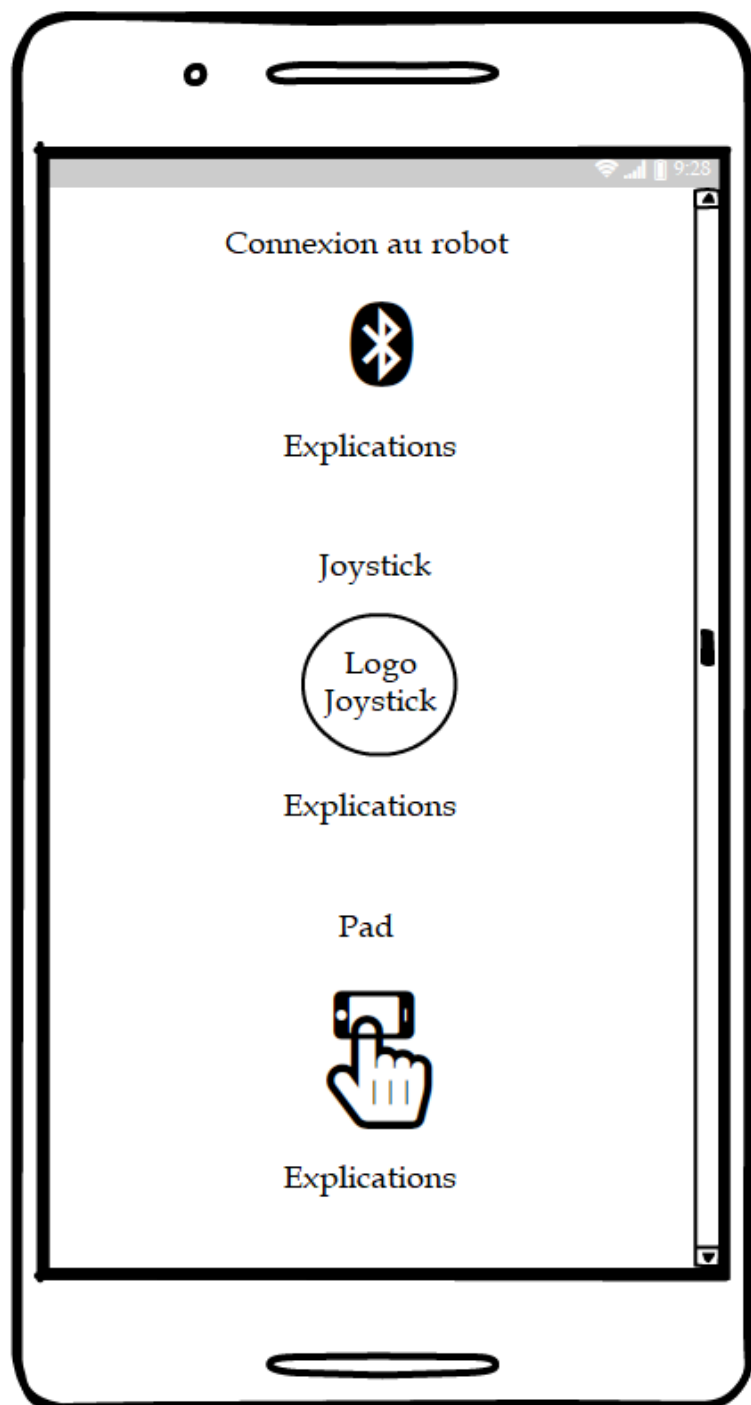 9:28
Connexion au robot
Explications
Joystick
Logo
Joystick
Explications
Pad
Explications